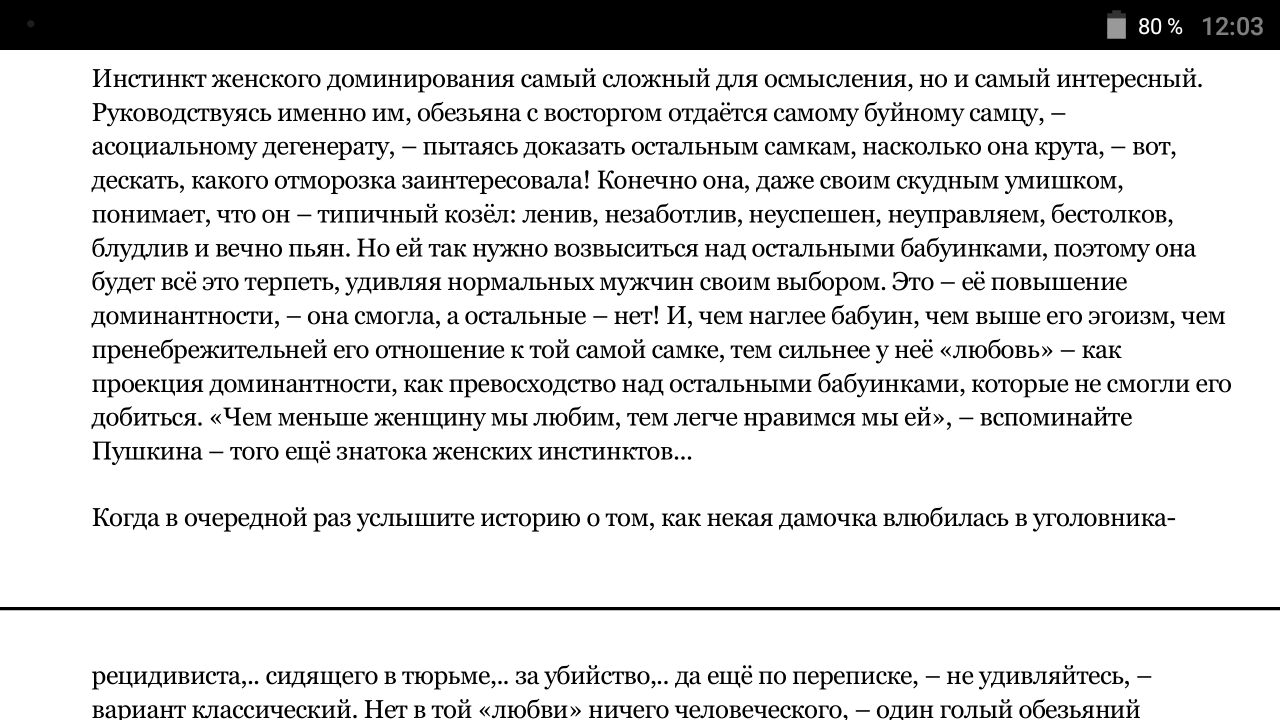 80 % 12:03
Инстинкт женского доминирования самый сложный для осмысления, но и самый интересный.
Руководствуясь именно им, обезьяна с восторгом отдаётся самому буйному самцу, –
асоциальному дегенерату, – пытаясь доказать остальным самкам, насколько она крута, – вот,
дескать, какого отморозка заинтересовала! Конечно она, даже своим скудным умишком,
понимает, что он – типичный козёл: ленив, незаботлив, неуспешен, неуправляем, бестолков,
блудлив и вечно пьян. Но ей так нужно возвыситься над остальными бабуинками, поэтому она
будет всё это терпеть, удивляя нормальных мужчин своим выбором. Это – её повышение
доминантности, – она смогла, а остальные – нет! И, чем наглее бабуин, чем выше его эгоизм, чем
пренебрежительней его отношение к той самой самке, тем сильнее у неё «любовь» – как
проекция доминантности, как превосходство над остальными бабуинками, которые не смогли его
добиться. «Чем меньше женщину мы любим, тем легче нравимся мы ей», – вспоминайте
Пушкина – того ещё знатока женских инстинктов...
Когда в очередной раз услышите историю о том, как некая дамочка влюбилась в уголовника-
рецидивиста,.. сидящего в тюрьме,.. за убийство,.. да ещё по переписке, – не удивляйтесь, –
вариант классический. Нет в той «любви» ничего человеческого, – один голый обезьяний